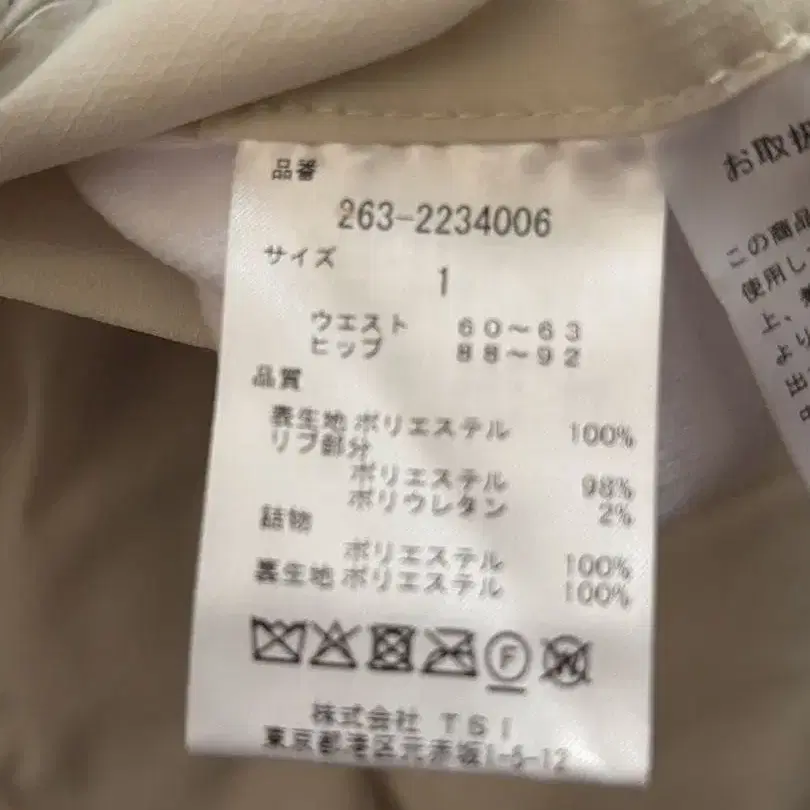 品番
263-2234006
サイズ
1
ウエスト 60~63
ヒップ 88~92
品質
表生地 ポリエステル 100%
リブ部分
ポリエステル 98%
ポリウレタン 2%
詰物
ポリエステル 100%
裏生地 ポリエステル 100%
F
W
株式会社 TSI
東京都港区元赤坂1-5-12
お取扱
この商品
使用し
上、
より
出